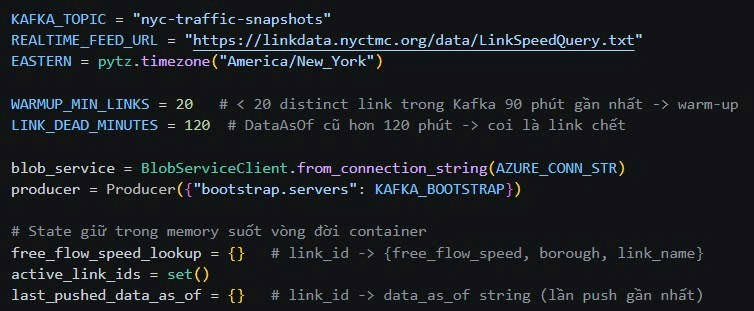 KAFKA_TOPIC = "nyc-traffic-snapshots"
REALTIME_FEED_URL = "https://linkdata.nyctmc.org/data/LinkSpeedQuery.txt"
EASTERN = pytz.timezone("America/New_York")

WARMUP_MIN_LINKS = 20   # < 20 distinct link trong Kafka 90 phút gần nhất -> warm-up
LINK_DEAD_MINUTES = 120  # DataAsOf cũ hơn 120 phút -> coi là link chết

blob_service = BlobServiceClient.from_connection_string(AZURE_CONN_STR)
producer = Producer({"bootstrap.servers": KAFKA_BOOTSTRAP})

# State giữ trong memory suốt vòng đời container
free_flow_speed_lookup = {}   # link_id -> {free_flow_speed, borough, link_name}
active_link_ids = set()
last_pushed_data_as_of = {}   # link_id -> data_as_of string (lần push gần nhất)